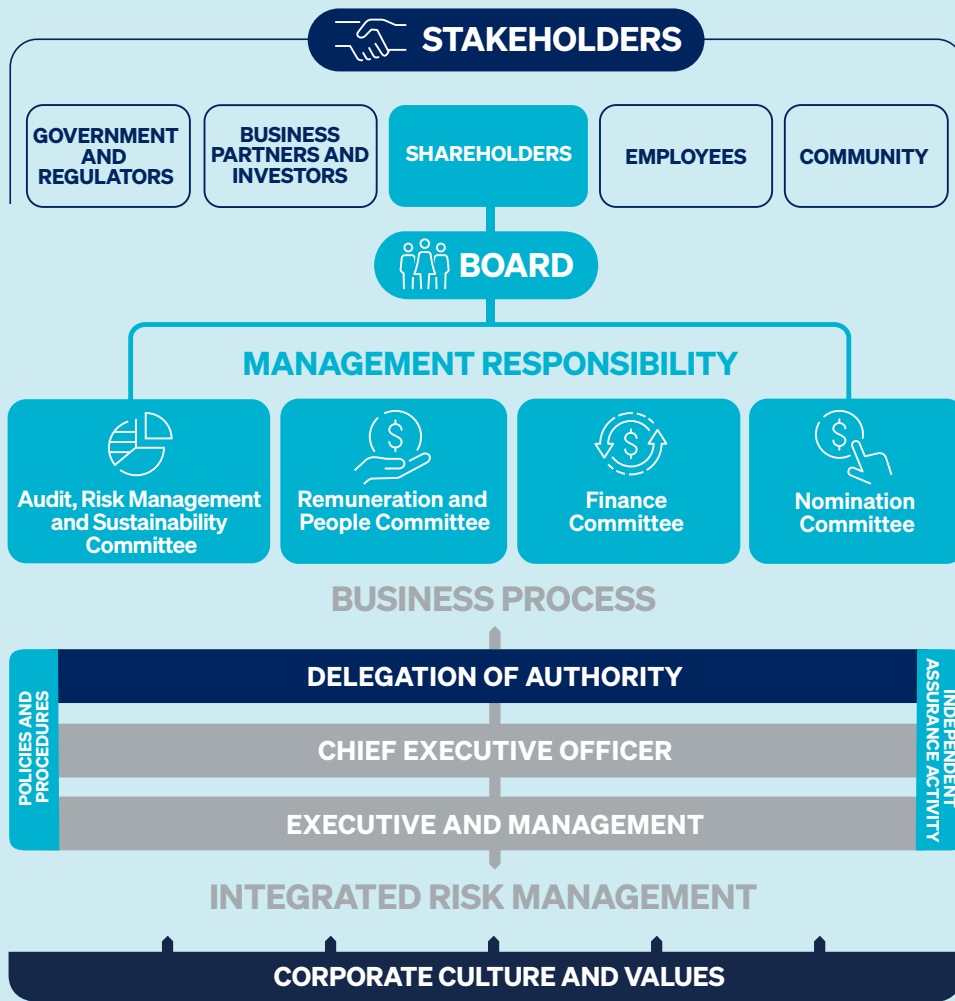 STAKEHOLDERS
GOVERNMENT
AND
REGULATORS
BUSINESS
PARTNERS AND
INVESTORS
SHAREHOLDERS
EMPLOYEES
COMMUNITY
BOARD
MANAGEMENT RESPONSIBILITY
Audit, Risk Management
and Sustainability
Committee
Remuneration and
People Committee
Finance
Committee
Nomination
Committee
BUSINESS PROCESS
POLICIES AND
PROCEDURES
DELEGATION OF AUTHORITY
CHIEF EXECUTIVE OFFICER
EXECUTIVE AND MANAGEMENT
INDEPENDENT
ASSURANCE ACTIVITY
INTEGRATED RISK MANAGEMENT
CORPORATE CULTURE AND VALUES